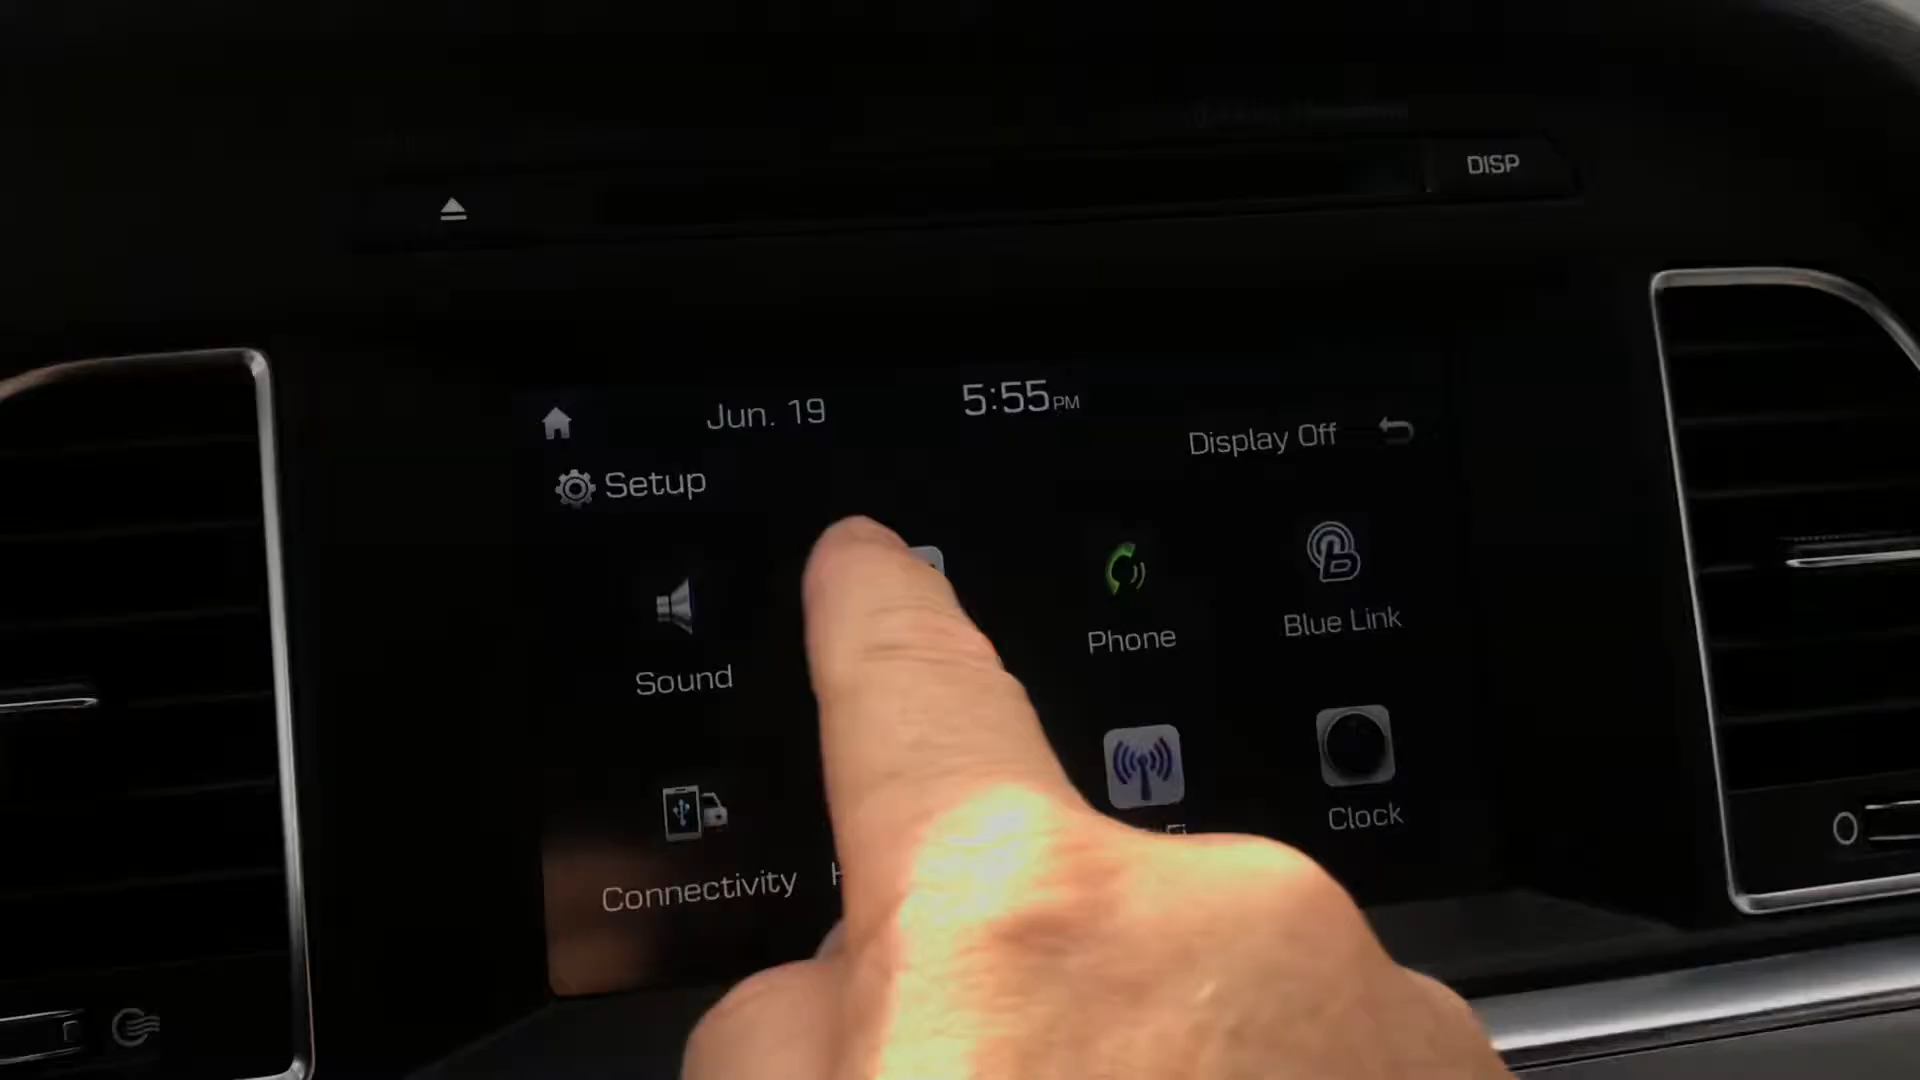 DISP
Jun. 19
5:55PM
Display Off
Setup
Sound
Phone
Blue Link
Connectivity
Clock